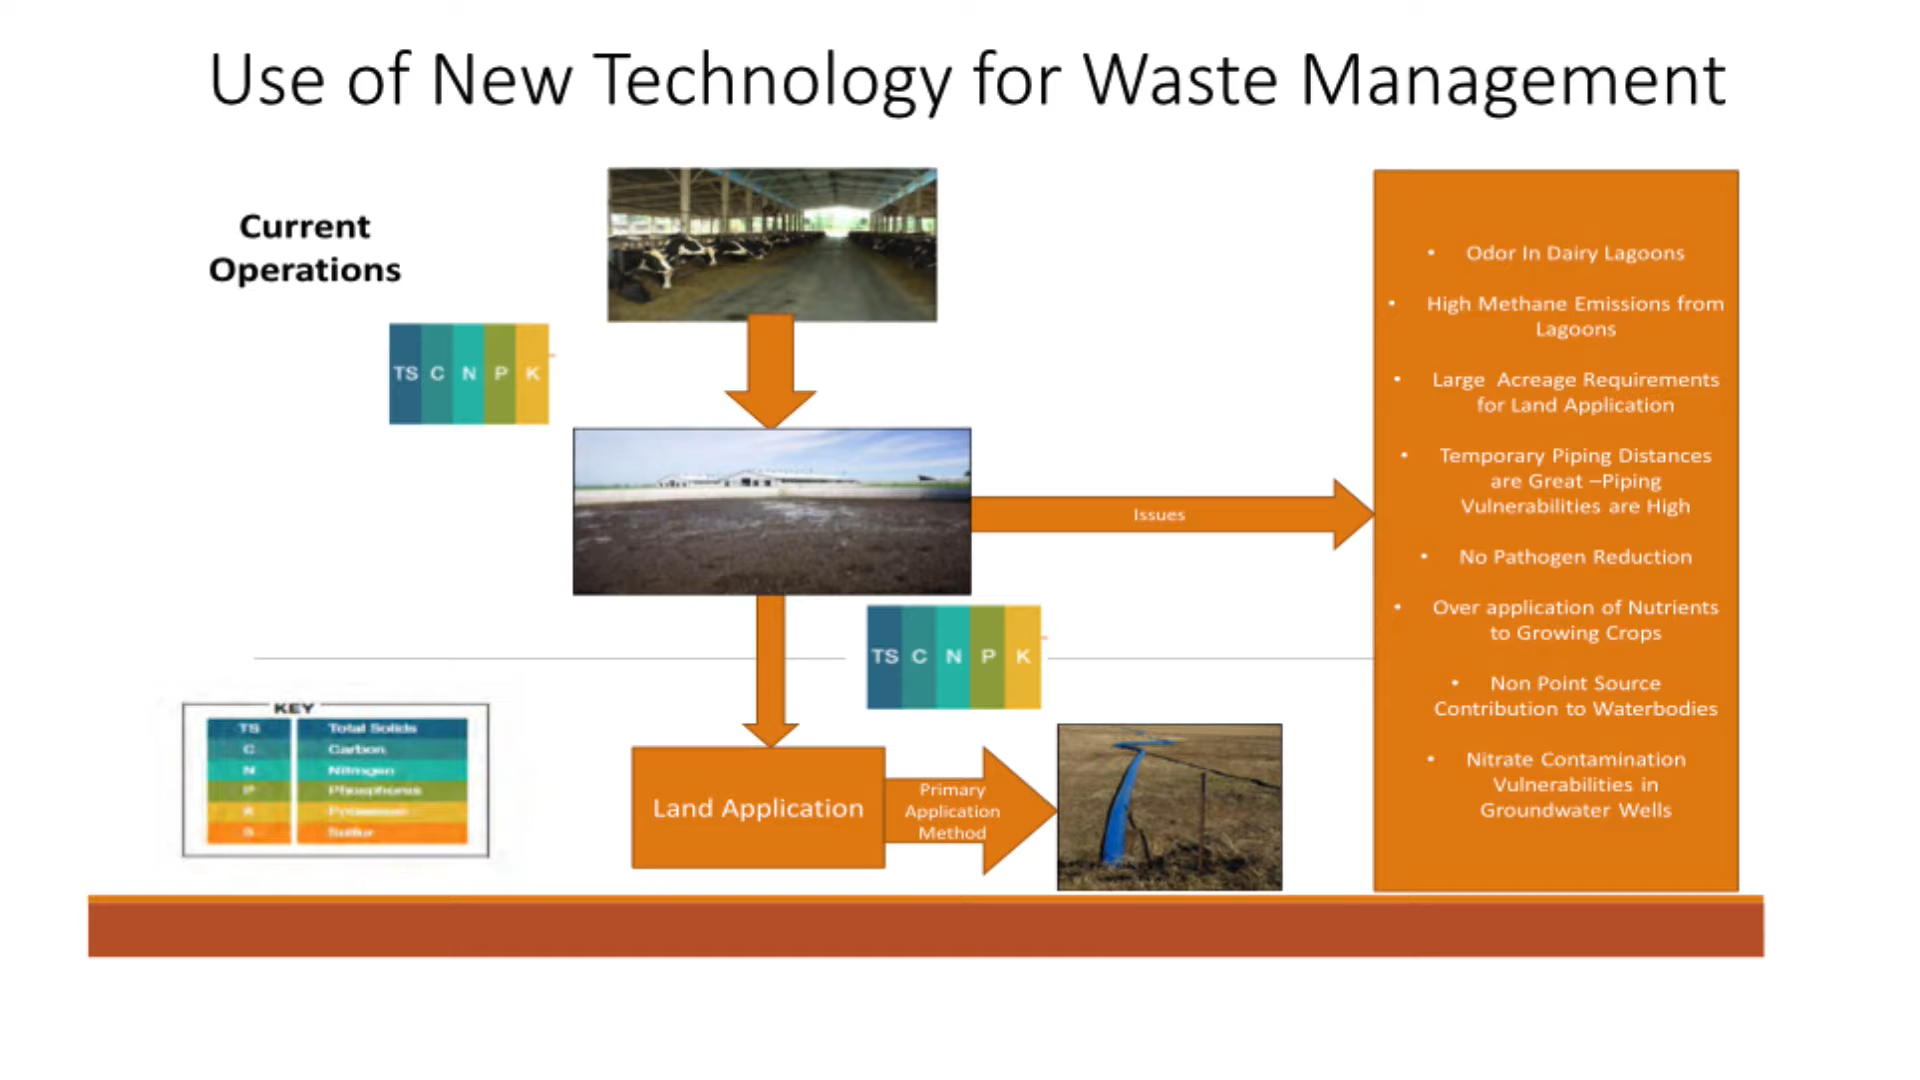 Use of New Technology for Waste Management
Current
Operations
TS C N P K
Issues
TS C N P K
KEY
TS Total Solids
C Carbon
N Nitrogen
P Phosphorus
K Potassium
S Sulfur
Land Application
Primary
Application
Method
• Odor In Dairy Lagoons
• High Methane Emissions from
Lagoons
• Large Acreage Requirements
for Land Application
• Temporary Piping Distances
are Great –Piping
Vulnerabilities are High
• No Pathogen Reduction
• Over application of Nutrients
to Growing Crops
• Non Point Source
Contribution to Waterbodies
• Nitrate Contamination
Vulnerabilities in
Groundwater Wells